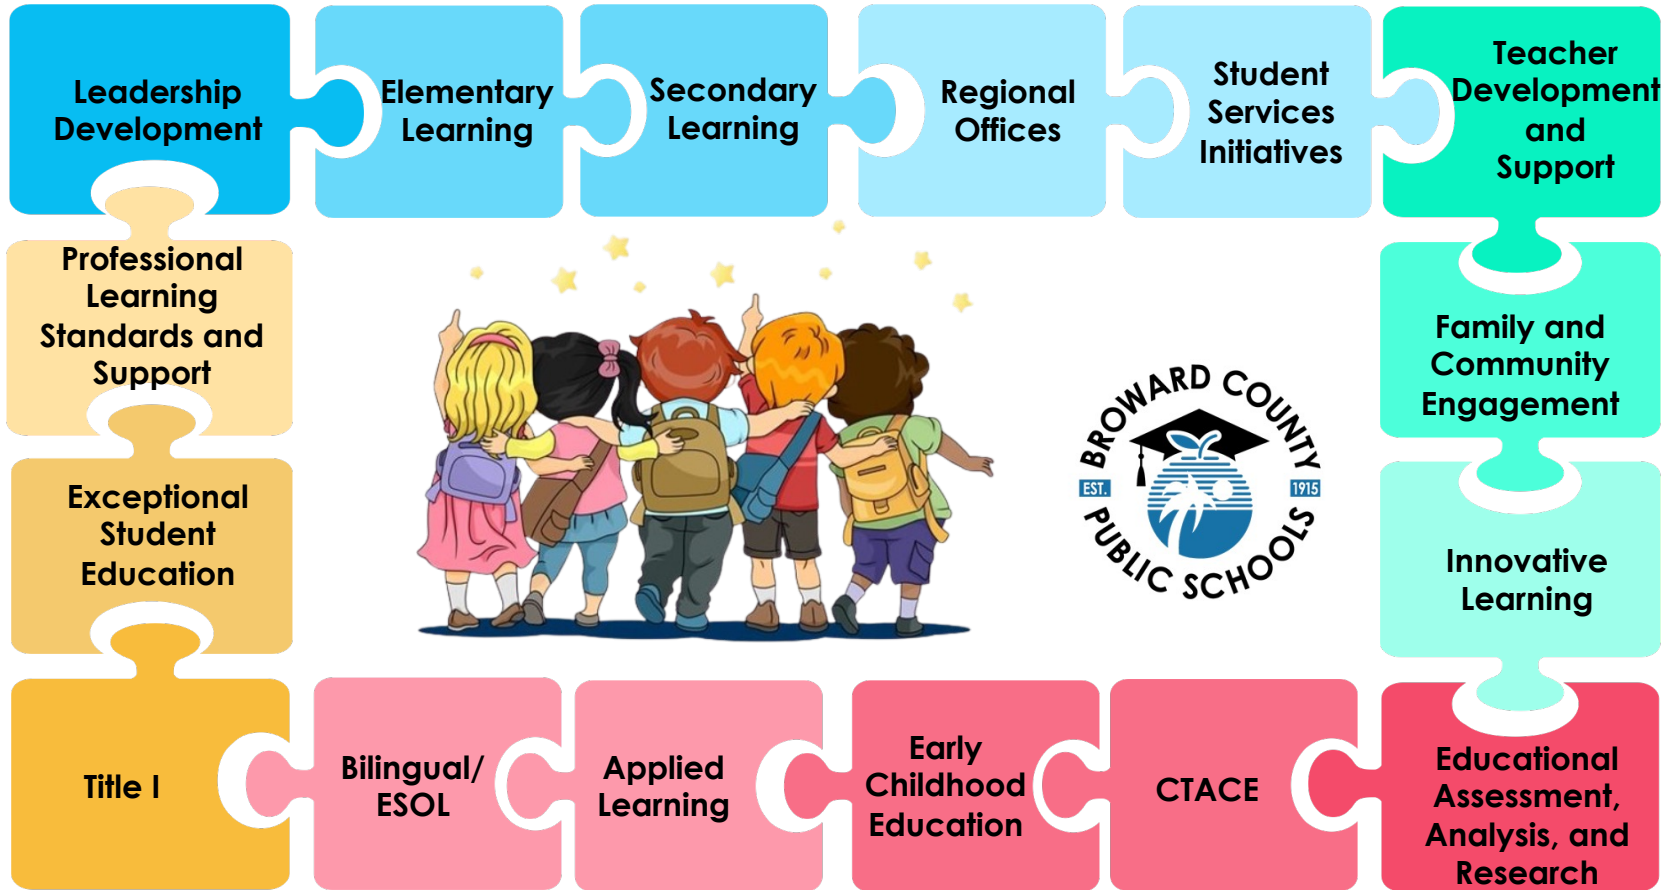 Leadership
Development
Elementary
Learning
Secondary
Learning
Regional
Offices
Student
Services
Initiatives
Teacher
Development
and
Support
Professional
Learning
Standards and
Support
Family and
Community
Engagement
BROWARD COUNTY
EST.
1915
PUBLIC SCHOOLS
Exceptional
Student
Education
Innovative
Learning
Title I
Bilingual/
ESOL
Applied
Learning
Early
Childhood
Education
CTACE
Educational
Assessment,
Analysis, and
Research